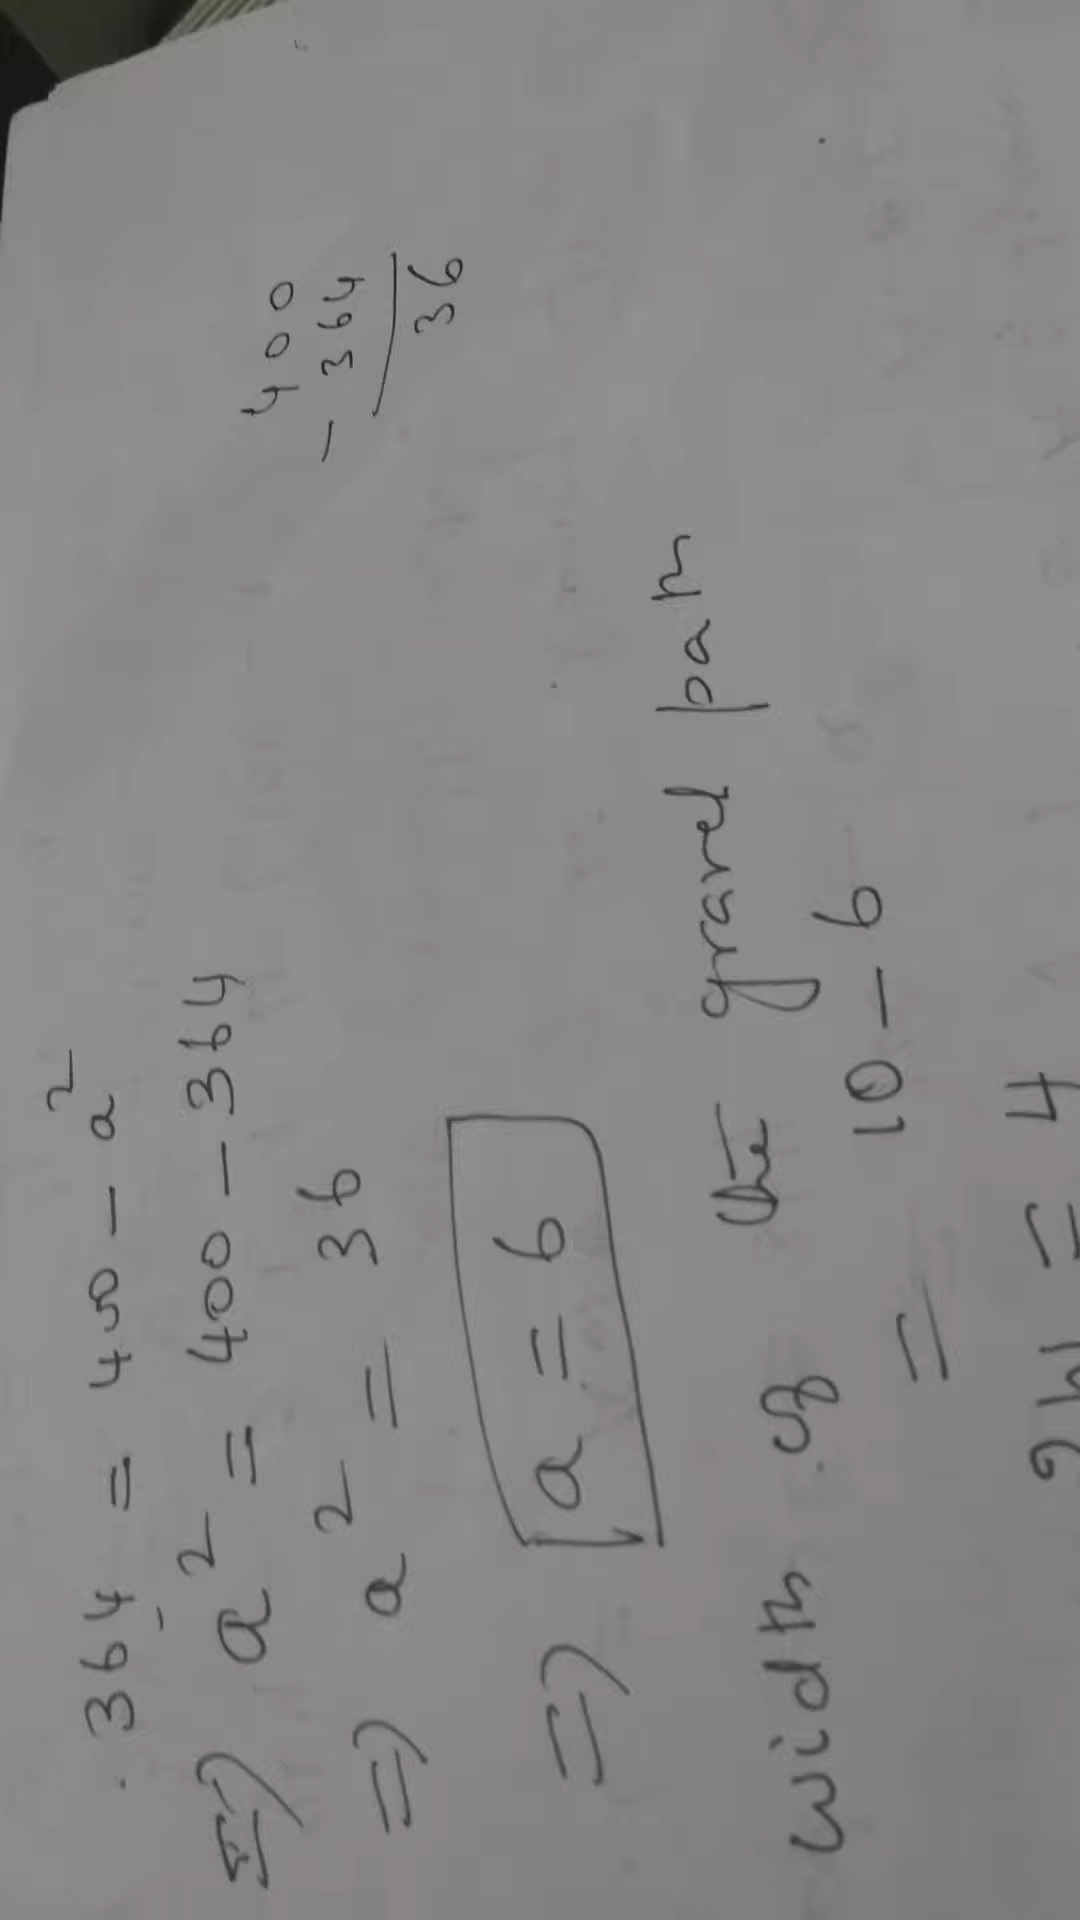 364 = 400 - a²
⇒ a² = 400 - 364
⇒ a² = 36
400
- 364
36
⇒ a = 6
width of the gravel path
= 10 - 6
= 4